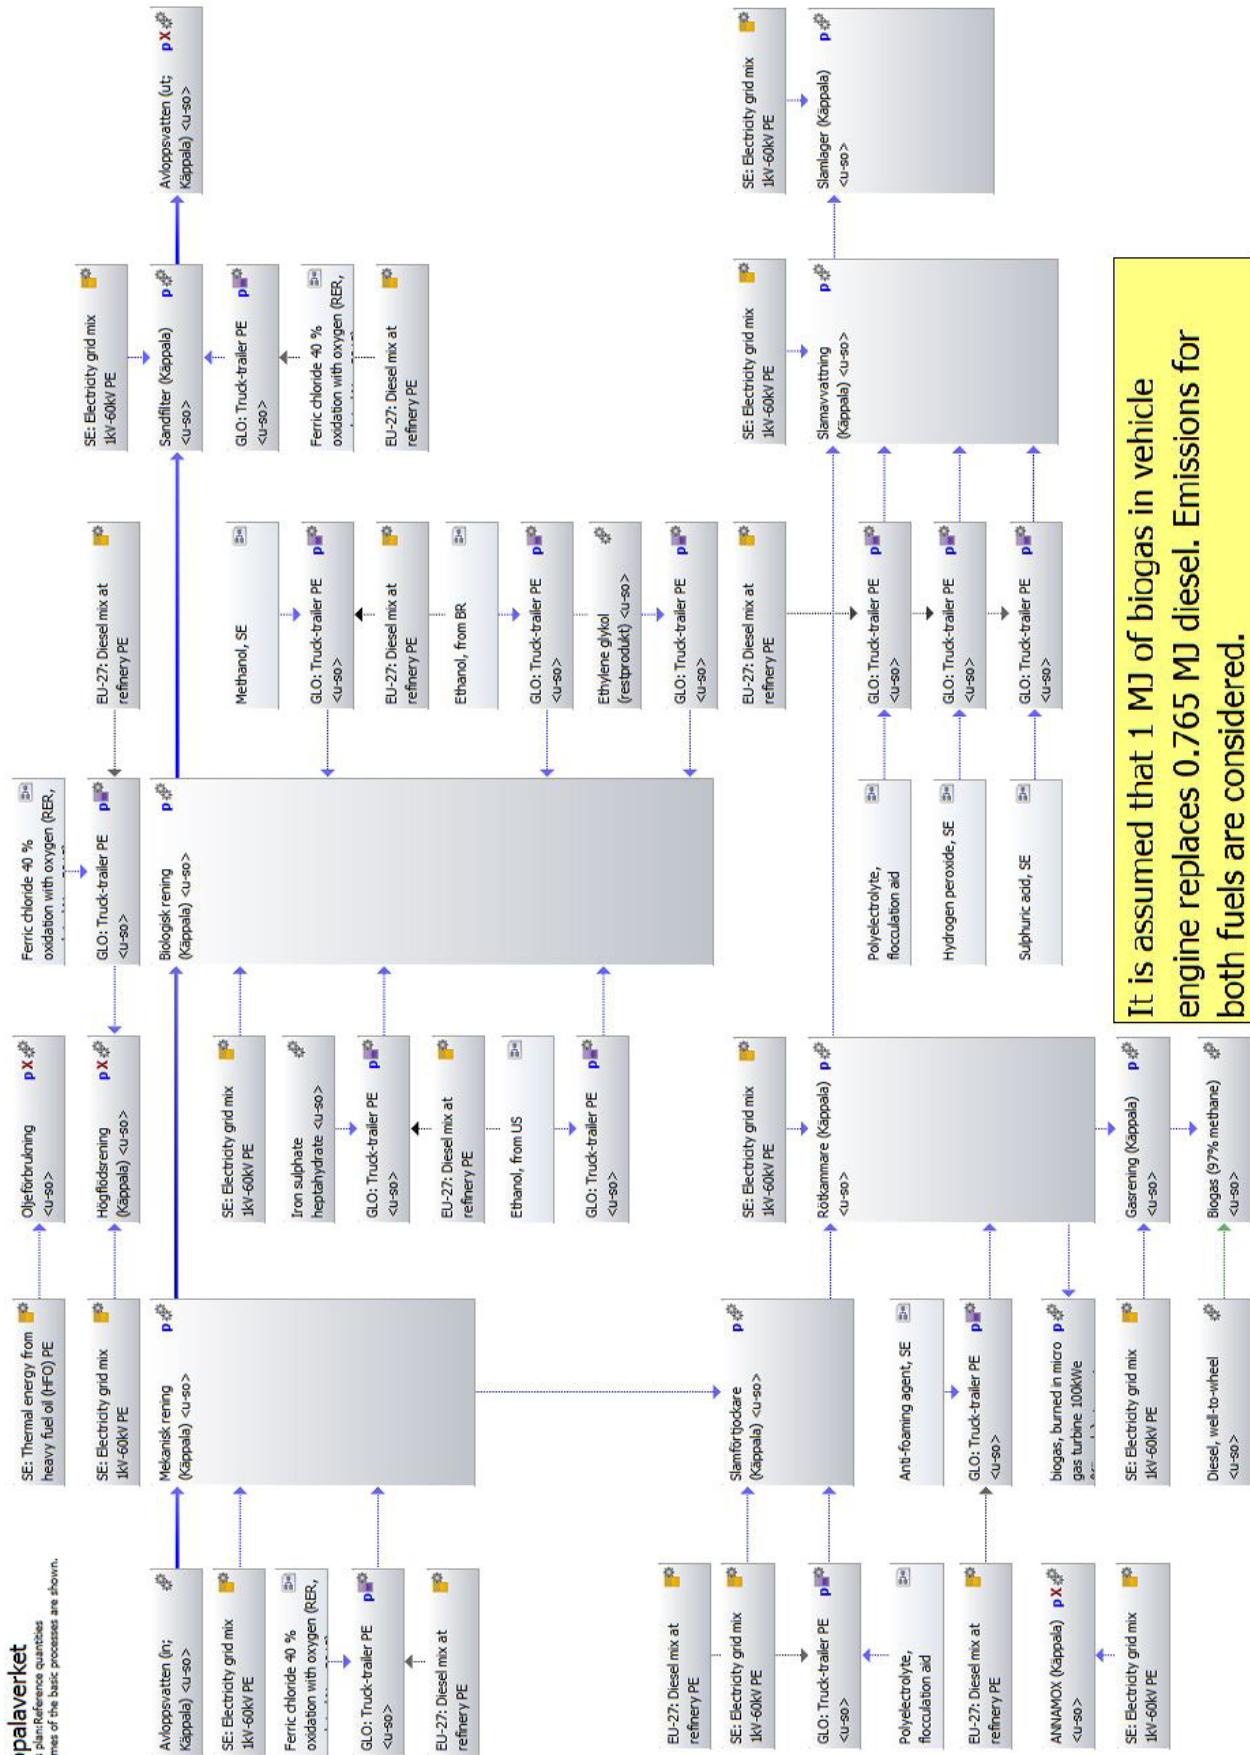 ppalaverket
plan:Reference quantities
mes of the basic processes are shown.
Avloppsvatten (in;
Käppala) <u-so>
SE: Electricity grid mix
1kV-60kV PE
Ferric chloride 40 %
oxidation with oxygen (RER,
GLO: Truck-trailer PE
<u-so>
EU-27: Diesel mix at
refinery PE
EU-27: Diesel mix at
refinery PE
SE: Electricity grid mix
1kV-60kV PE
GLO: Truck-trailer PE
<u-so>
Polyelectrolyte,
flocculation aid
EU-27: Diesel mix at
refinery PE
ANNAMOX (Käppala)
<u-so>
SE: Electricity grid mix
1kV-60kV PE
SE: Thermal energy from
heavy fuel oil (HFO) PE
SE: Electricity grid mix
1kV-60kV PE
Mekanisk rening
(Käppala) <u-so>
Slamförtjockare
(Käppala) <u-so>
Anti-foaming agent, SE
GLO: Truck-trailer PE
<u-so>
biogas, burned in micro
gas turbine 100kWe
SE: Electricity grid mix
1kV-60kV PE
Diesel, well-to-wheel
<u-so>
Oljeförbrukning
<u-so>
Högflödsrening
(Käppala) <u-so>
SE: Electricity grid mix
1kV-60kV PE
Iron sulphate
heptahydrate <u-so>
GLO: Truck-trailer PE
<u-so>
EU-27: Diesel mix at
refinery PE
Ethanol, from US
GLO: Truck-trailer PE
<u-so>
SE: Electricity grid mix
1kV-60kV PE
Rötkammare (Käppala)
<u-so>
Gasrening (Käppala)
<u-so>
Biogas (97% methane)
<u-so>
Ferric chloride 40 %
oxidation with oxygen (RER,
GLO: Truck-trailer PE
<u-so>
Biologisk rening
(Käppala) <u-so>
Polyelectrolyte,
flocculation aid
Hydrogen peroxide, SE
Sulphuric acid, SE
EU-27: Diesel mix at
refinery PE
Methanol, SE
GLO: Truck-trailer PE
<u-so>
EU-27: Diesel mix at
refinery PE
Ethanol, from BR
GLO: Truck-trailer PE
<u-so>
Ethylene glykol
(restprodukt) <u-so>
GLO: Truck-trailer PE
<u-so>
EU-27: Diesel mix at
refinery PE
GLO: Truck-trailer PE
<u-so>
GLO: Truck-trailer PE
<u-so>
GLO: Truck-trailer PE
<u-so>
SE: Electricity grid mix
1kV-60kV PE
Sandfilter (Käppala)
<u-so>
GLO: Truck-trailer PE
<u-so>
Ferric chloride 40 %
oxidation with oxygen (RER,
EU-27: Diesel mix at
refinery PE
SE: Electricity grid mix
1kV-60kV PE
Slamavvattning
(Käppala) <u-so>
Avloppsvatten (ut;
Käppala) <u-so>
SE: Electricity grid mix
1kV-60kV PE
Slamlager (Käppala)
<u-so>
It is assumed that 1 MJ of biogas in vehicle
engine replaces 0.765 MJ diesel. Emissions for
both fuels are considered.